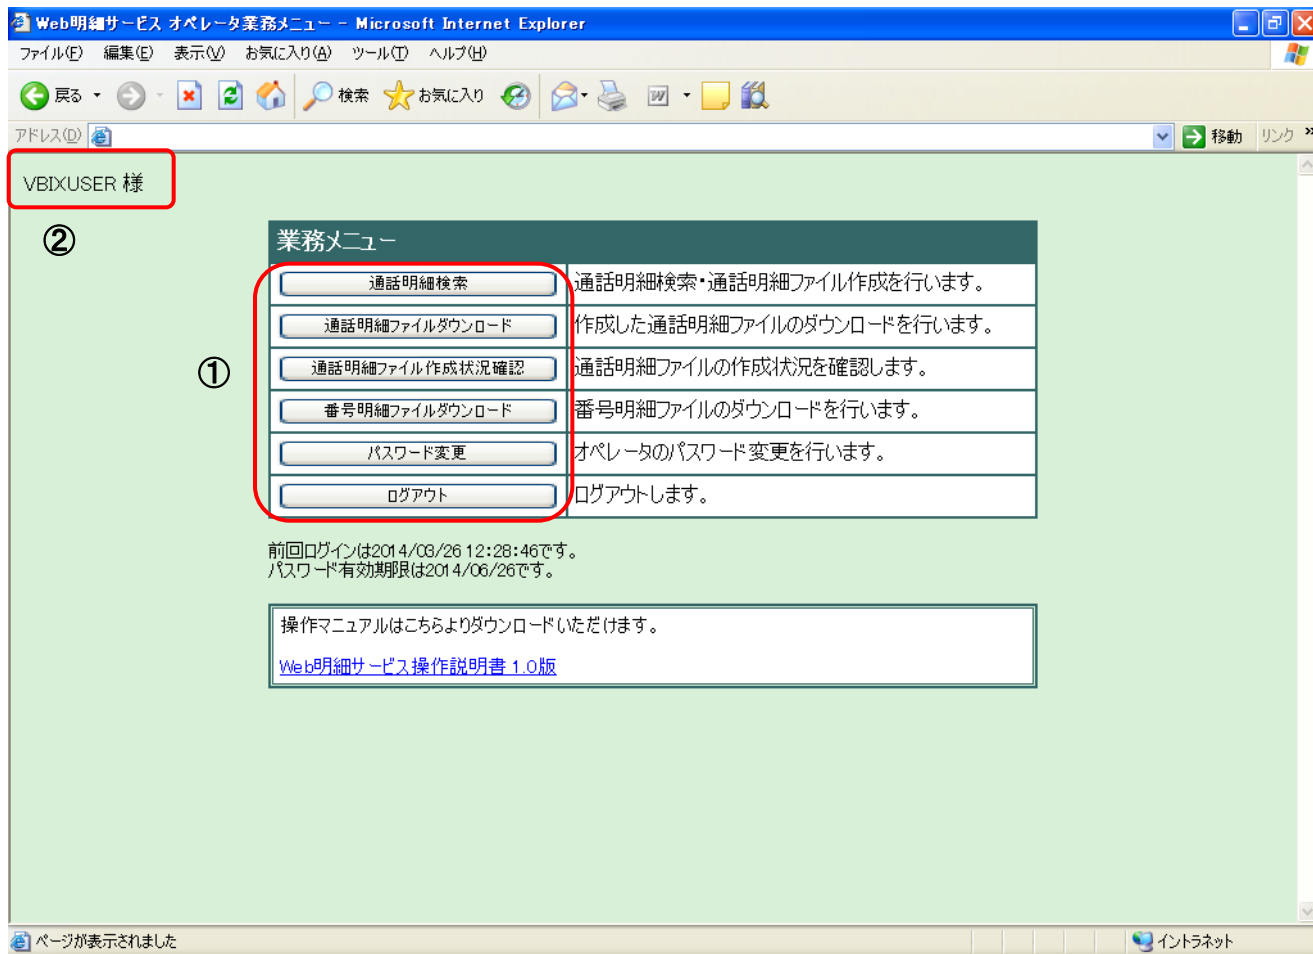 Web明細サービス オペレータ業務メニュー - Microsoft Internet Explorer
ファイル(F) 編集(E) 表示(V) お気に入り(A) ツール(T) ヘルプ(H)
戻る 検索 お気に入り
アドレス(D) 移動 リンク »
VBIXUSER 様
②
業務メニュー
通話明細検索 通話明細検索・通話明細ファイル作成を行います。
通話明細ファイルダウンロード 作成した通話明細ファイルのダウンロードを行います。
①
通話明細ファイル作成状況確認 通話明細ファイルの作成状況を確認します。
番号明細ファイルダウンロード 番号明細ファイルのダウンロードを行います。
パスワード変更 オペレータのパスワード変更を行います。
ログアウト ログアウトします。
前回ログインは2014/03/26 12:28:46です。
パスワード有効期限は2014/06/26です。
操作マニュアルはこちらよりダウンロードいただけます。
Web明細サービス操作説明書 1.0版
ページが表示されました イントラネット